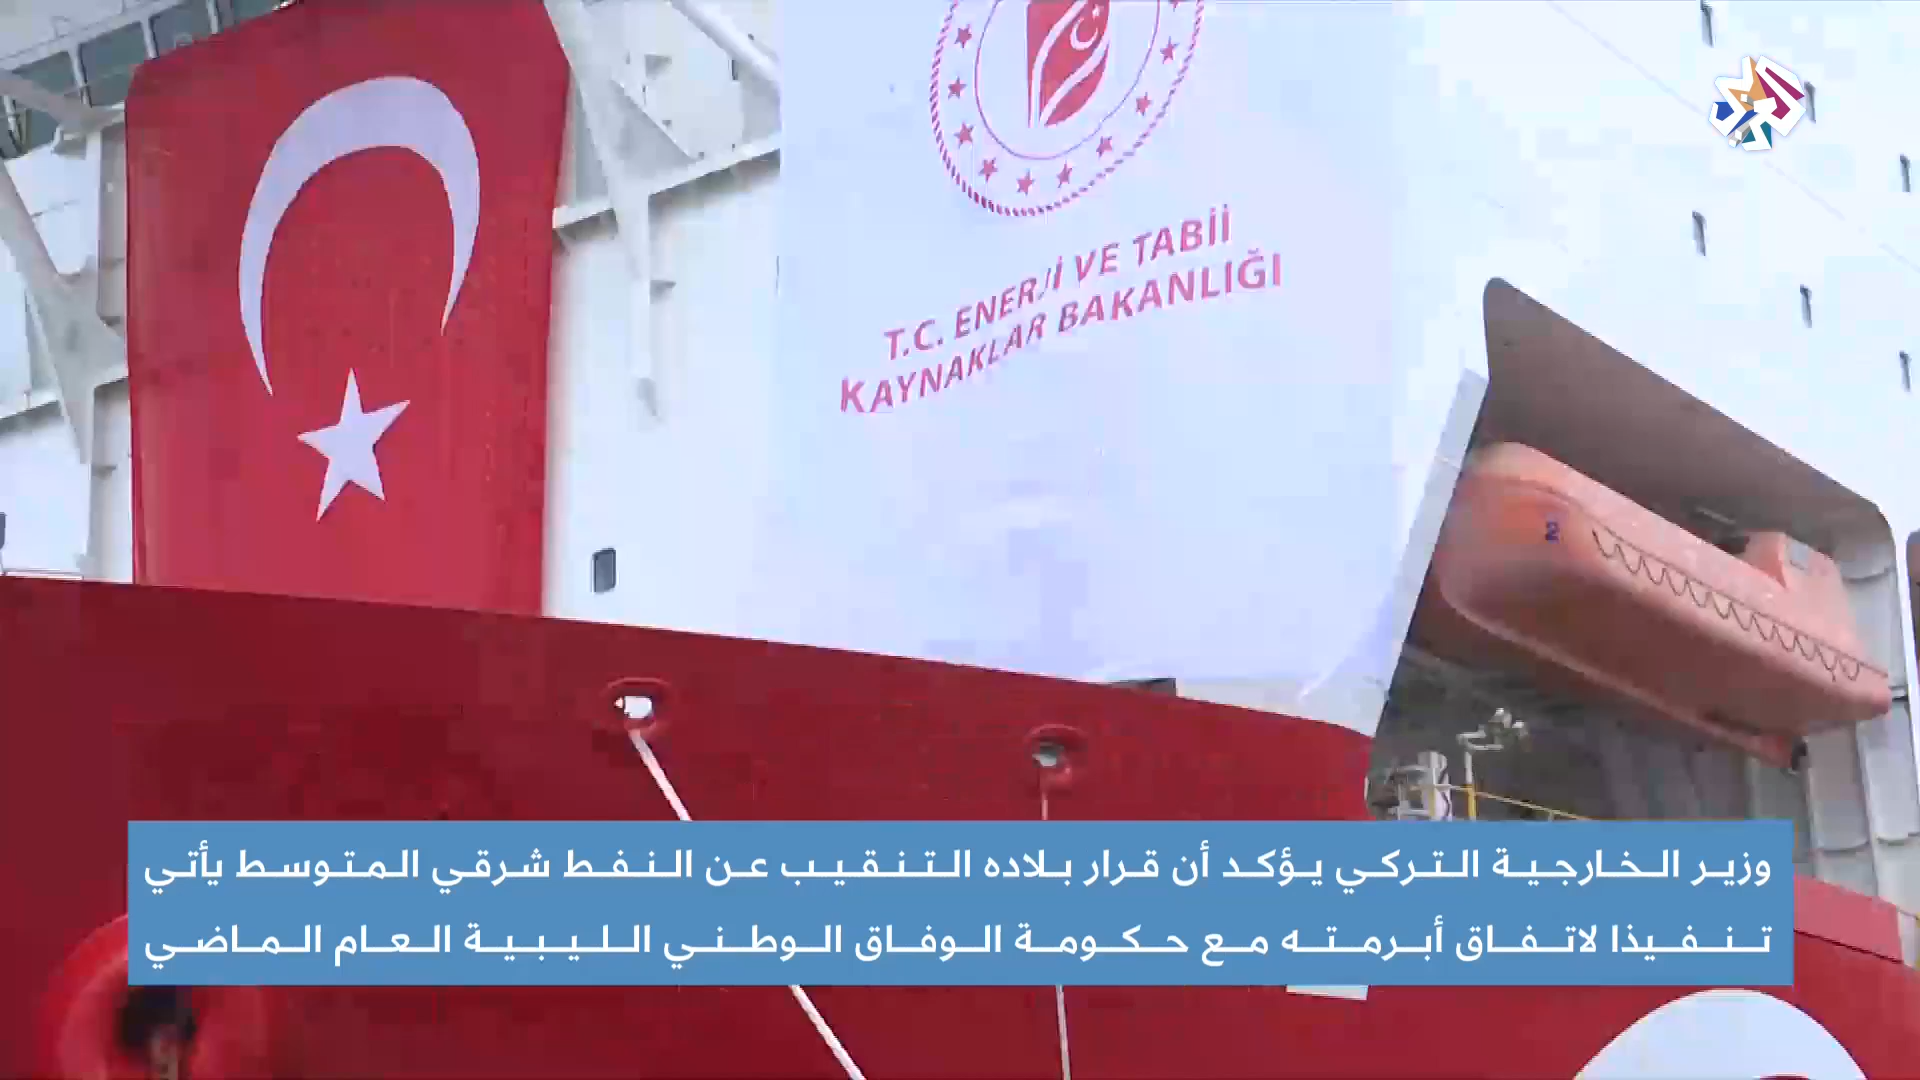 T.C. ENERJİ VE TABİİ
KAYNAKLAR BAKANLIĞI
2
وزير الخارجية التركي يؤكد أن قرار بلاده التنقيب عن النفط شرقي المتوسط يأتي
تنفيذا لاتفاق أبرمته مع حكومة الوفاق الوطني الليبية العام الماضي